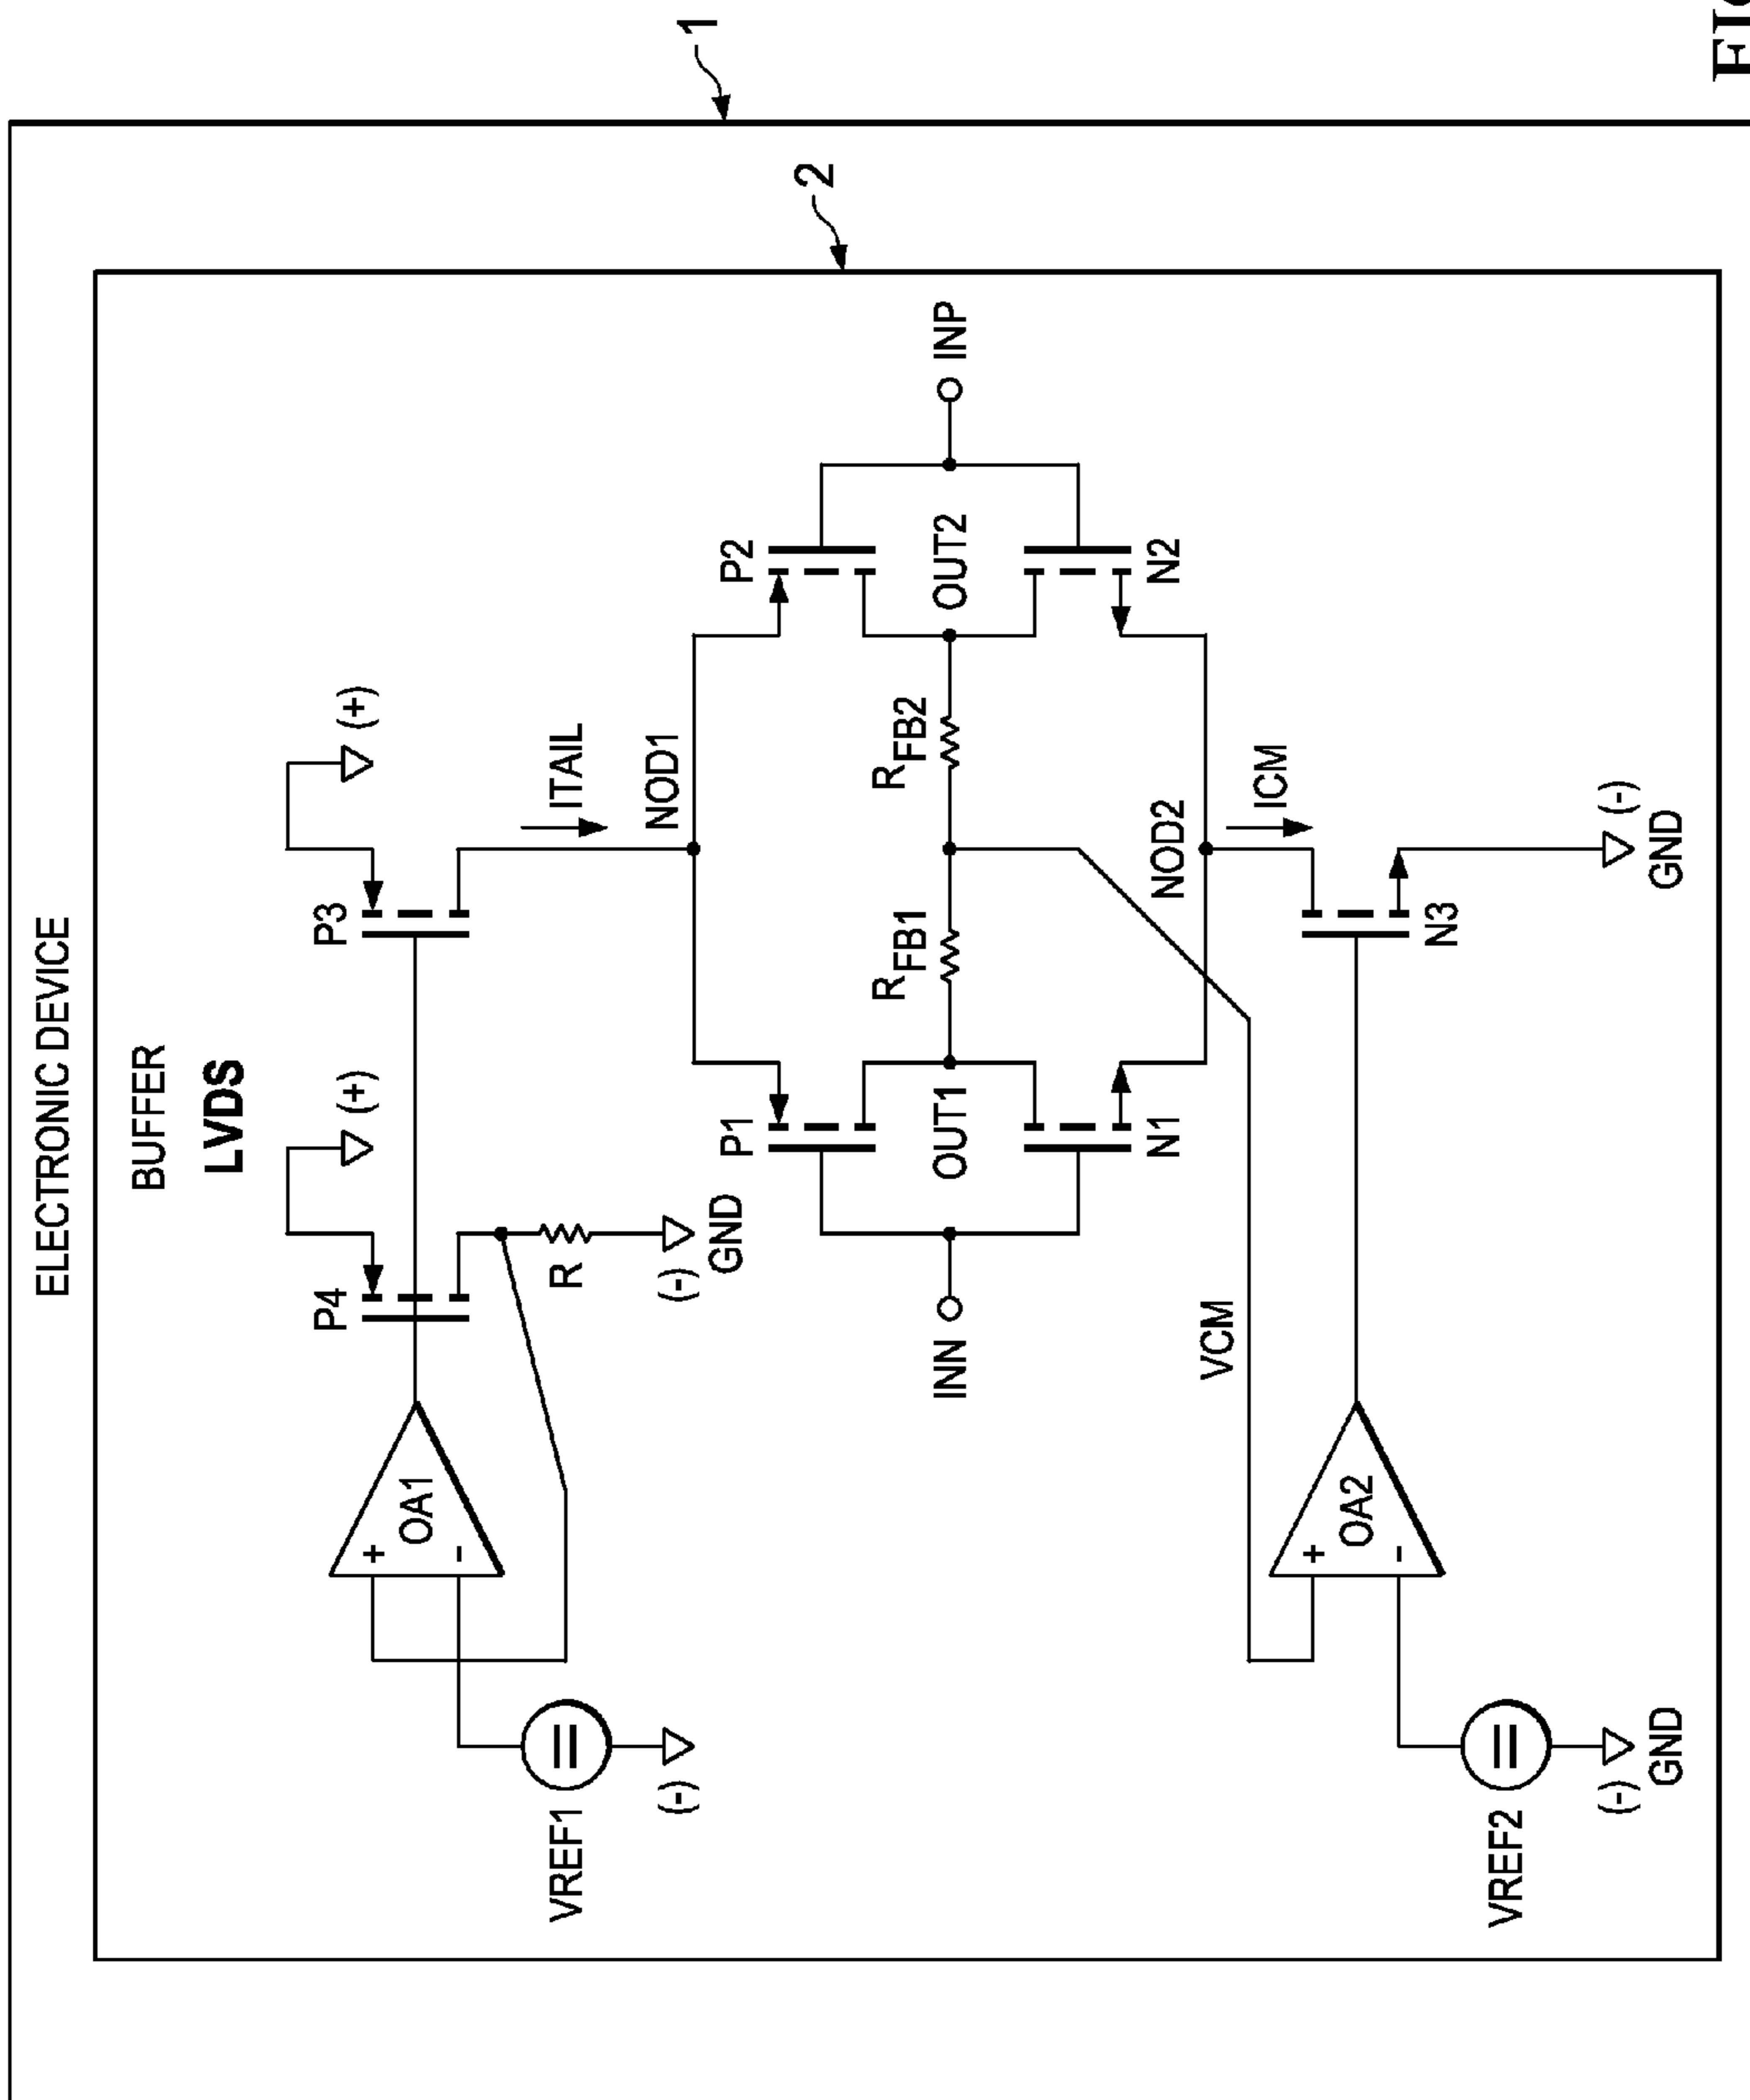 ELECTRONIC DEVICE
1
BUFFER
LVDS
2
P4
(+)
P3
(+)
+
OA1
-
R
ITAIL
VREF1
(-)
(-)
GND
NOD1
P1
P2
INN
OUT1
RFB1
RFB2
OUT2
INP
N1
NOD2
N2
VCM
ICM
+
OA2
-
N3
VREF2
(-)
GND
(-)
GND